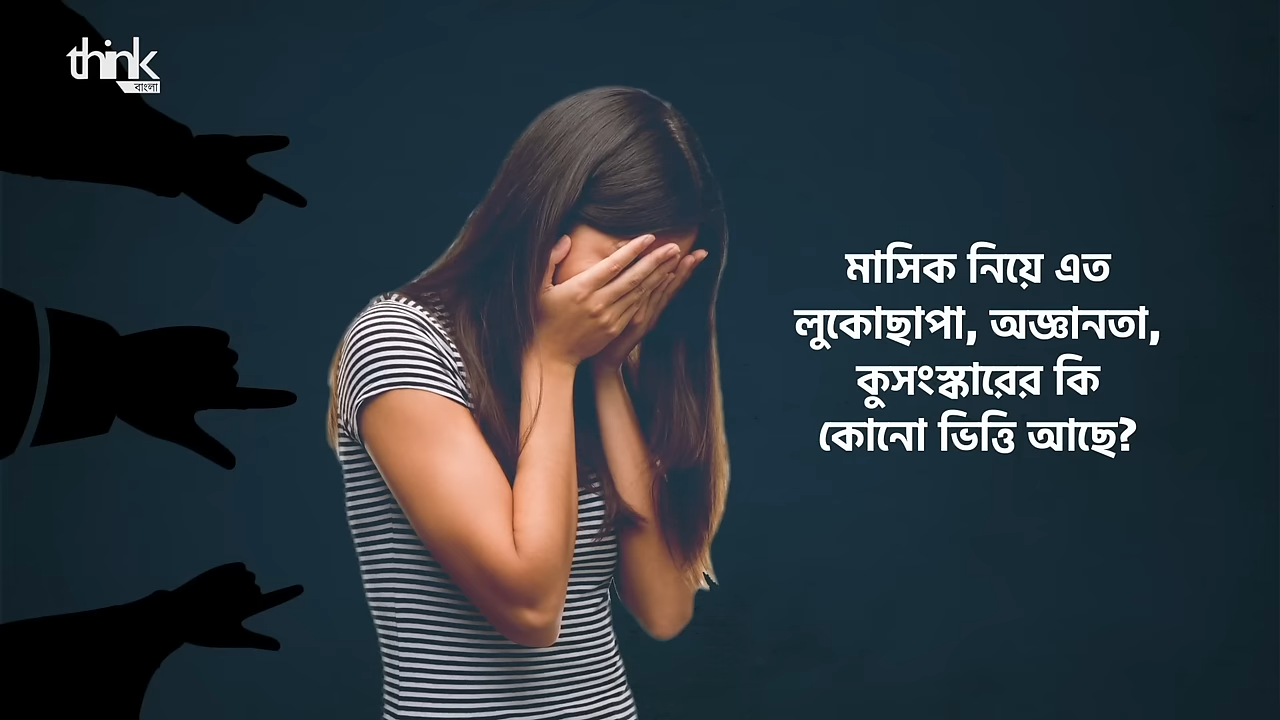 think
বাংলা
মাসিক নিয়ে এত
লুকোছাপা, অজ্ঞানতা,
কুসংস্কারের কি
কোনো ভিত্তি আছে?